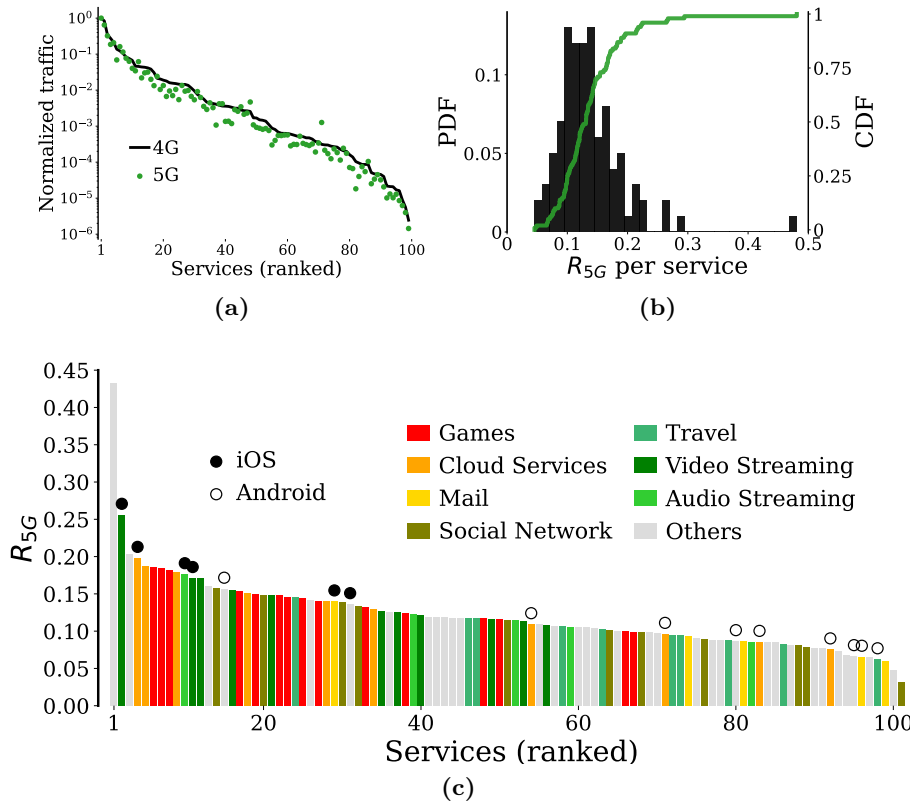 Normalized traffic
10⁰
10⁻¹
10⁻²
10⁻³
10⁻⁴
10⁻⁵
10⁻⁶
4G
5G
1 20 40 60 80 100
Services (ranked)
(a)
PDF
0.1
0.05
0
0 0.1 0.2 0.3 0.4 0.5
R5G per service
1
0.75
0.5
0.25
0
CDF
(b)
R5G
0.45
0.40
0.35
0.30
0.25
0.20
0.15
0.10
0.05
0.00
iOS
Android
Games
Cloud Services
Mail
Social Network
Travel
Video Streaming
Audio Streaming
Others
1 20 40 60 80 100
Services (ranked)
(c)